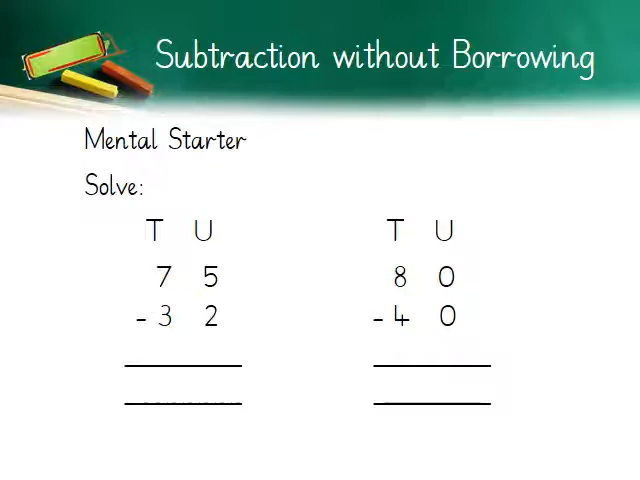 Subtraction without Borrowing
Mental Starter
Solve:
T U T U
7 5 8 0
- 3 2 - 4 0